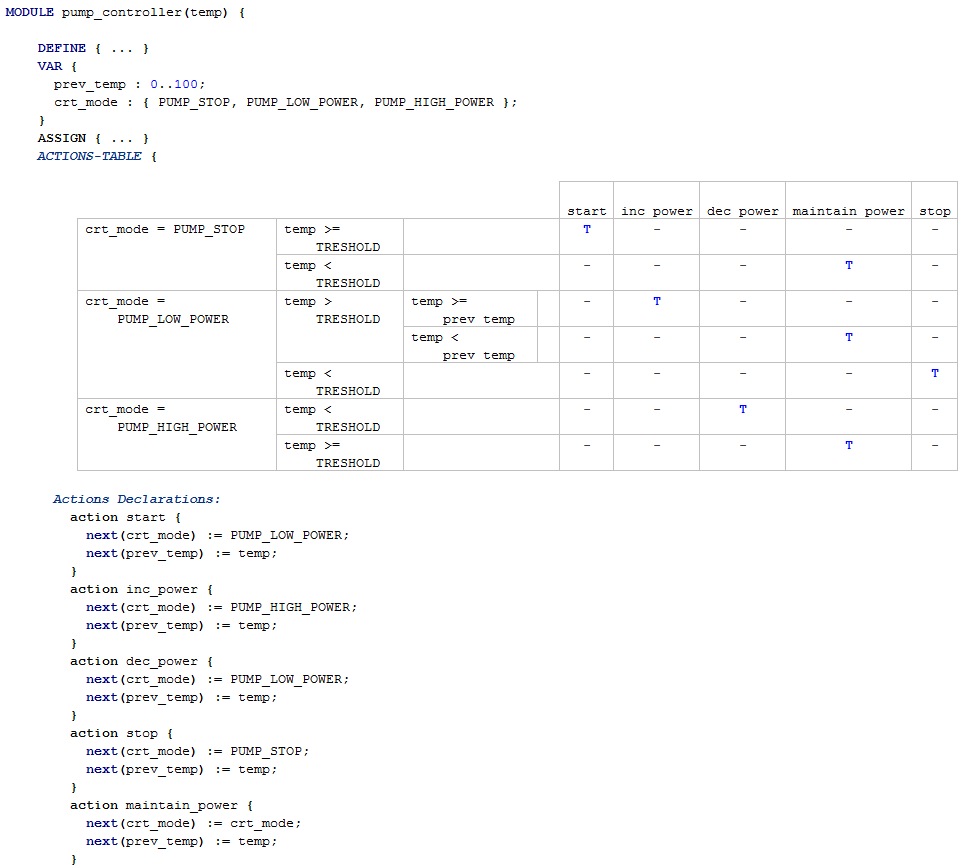 MODULE pump_controller(temp) {
DEFINE { ... }
VAR {
prev_temp : 0..100;
crt_mode : { PUMP_STOP, PUMP_LOW_POWER, PUMP_HIGH_POWER };
}
ASSIGN { ... }
ACTIONS-TABLE {
start inc power dec power maintain power stop
crt_mode = PUMP_STOP temp >= T - - - -
TRESHOLD
temp < - - - T -
TRESHOLD
crt_mode = temp > temp >= - T - - -
PUMP_LOW_POWER TRESHOLD prev temp
temp < - - - T -
prev temp
temp < - - - - T
TRESHOLD
crt_mode = temp < - - T - -
PUMP_HIGH_POWER TRESHOLD
temp >= - - - T -
TRESHOLD
Actions Declarations:
action start {
next(crt_mode) := PUMP_LOW_POWER;
next(prev_temp) := temp;
}
action inc_power {
next(crt_mode) := PUMP_HIGH_POWER;
next(prev_temp) := temp;
}
action dec_power {
next(crt_mode) := PUMP_LOW_POWER;
next(prev_temp) := temp;
}
action stop {
next(crt_mode) := PUMP_STOP;
next(prev_temp) := temp;
}
action maintain_power {
next(crt_mode) := crt_mode;
next(prev_temp) := temp;
}